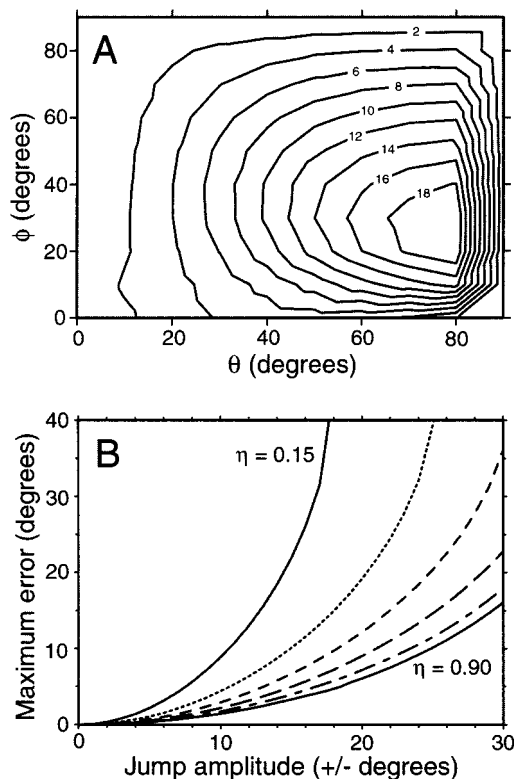 A
80
60
40
20
0
φ (degrees)
2
4
6
8
10
12
14
16
18
0 20 40 60 80
θ (degrees)
B
40
30
20
10
0
Maximum error (degrees)
η = 0.15
η = 0.90
0 10 20 30
Jump amplitude (+/- degrees)